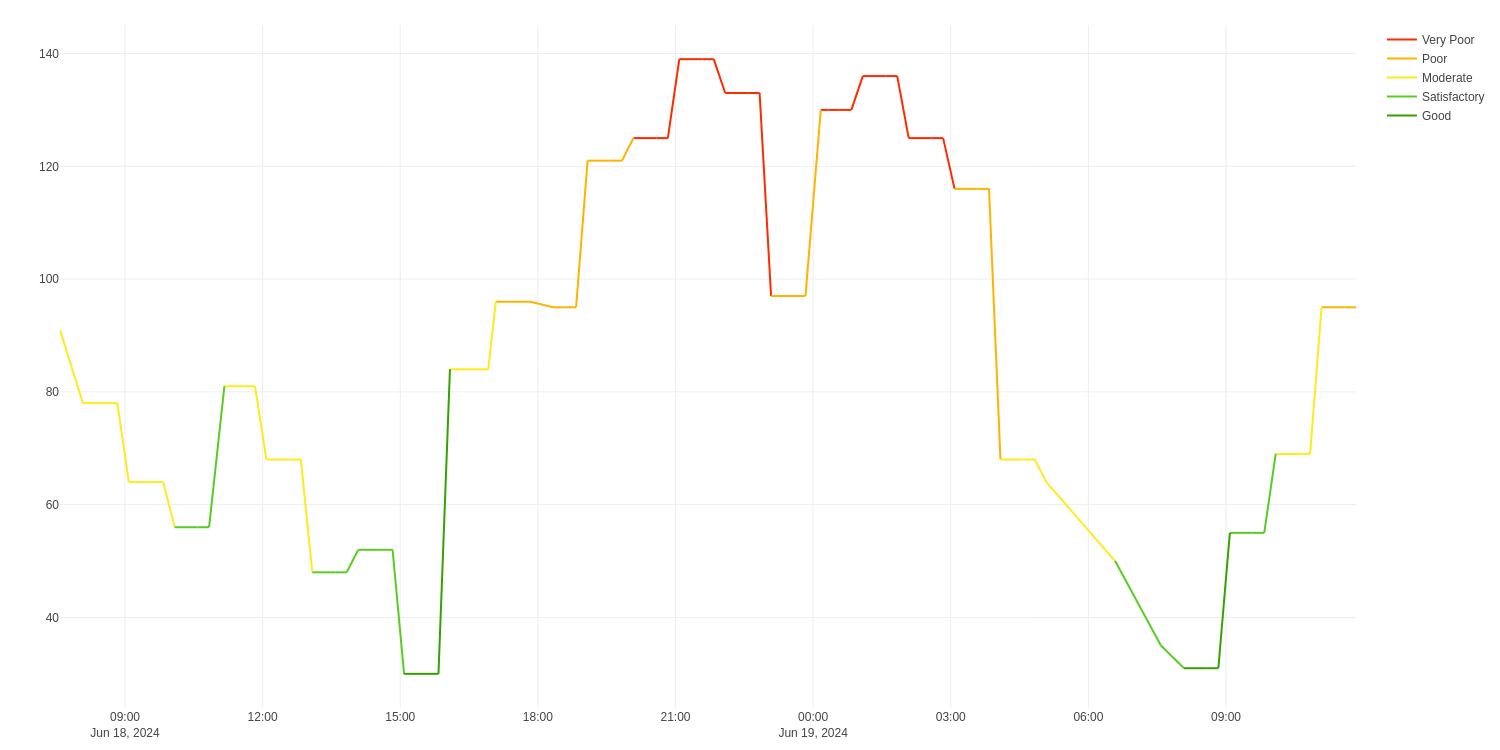 140
120
100
80
60
40
09:00
Jun 18, 2024
12:00
15:00
18:00
21:00
00:00
Jun 19, 2024
03:00
06:00
09:00
Very Poor
Poor
Moderate
Satisfactory
Good